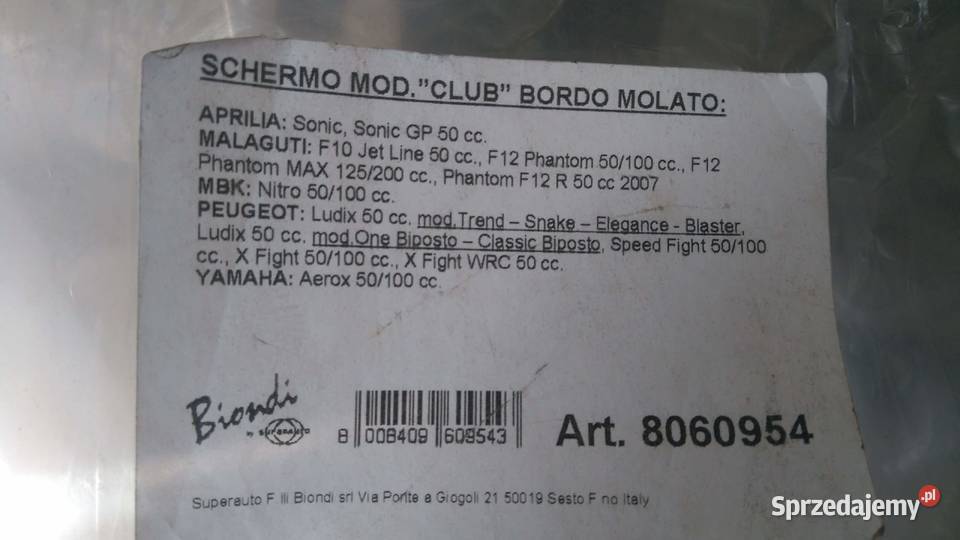 SCHERMO MOD."CLUB" BORDO MOLATO:
APRILIA: Sonic, Sonic GP 50 cc.
MALAGUTI: F10 Jet Line 50 cc., F12 Phantom 50/100 cc., F12
Phantom MAX 125/200 cc., Phantom F12 R 50 cc 2007
MBK: Nitro 50/100 cc.
PEUGEOT: Ludix 50 cc. mod.Trend – Snake – Elegance - Blaster,
Ludix 50 cc. mod.One Biposto – Classic Biposto, Speed Fight 50/100
cc., X Fight 50/100 cc., X Fight WRC 50 cc.
YAMAHA: Aerox 50/100 cc.
Biondi
by superauto
8 008409 609543
Art. 8060954
Superauto F lli Biondi srl Via Ponte a Giogoli 21 50019 Sesto F no Italy
Sprzedajemy.pl